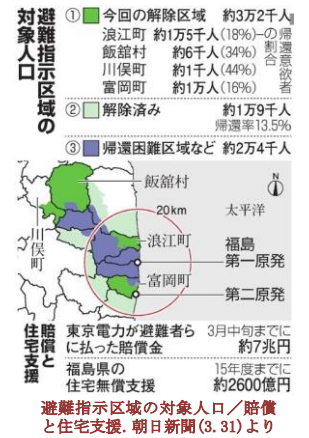 避難指示区域の
対象人口
① 今回の解除区域 約3万2千人
浪江町 約1万5千人(18%)
飯舘村 約6千人(34%)
川俣町 約1千人(44%)
富岡町 約1万人(16%)
帰還意欲者
の割合
② 解除済み 約1万9千人
帰還率13.5%
③ 帰還困難区域など 約2万4千人
飯舘村
N
20km
太平洋
川俣町
浪江町
福島
第一原発
富岡町
第二原発
賠償と
住宅支援
東京電力が避難者ら 3月中旬までに
に払った賠償金 約7兆円
福島県の 15年度までに
住宅無償支援 約2600億円
避難指示区域の対象人口/賠償
と住宅支援.朝日新聞(3.31)より